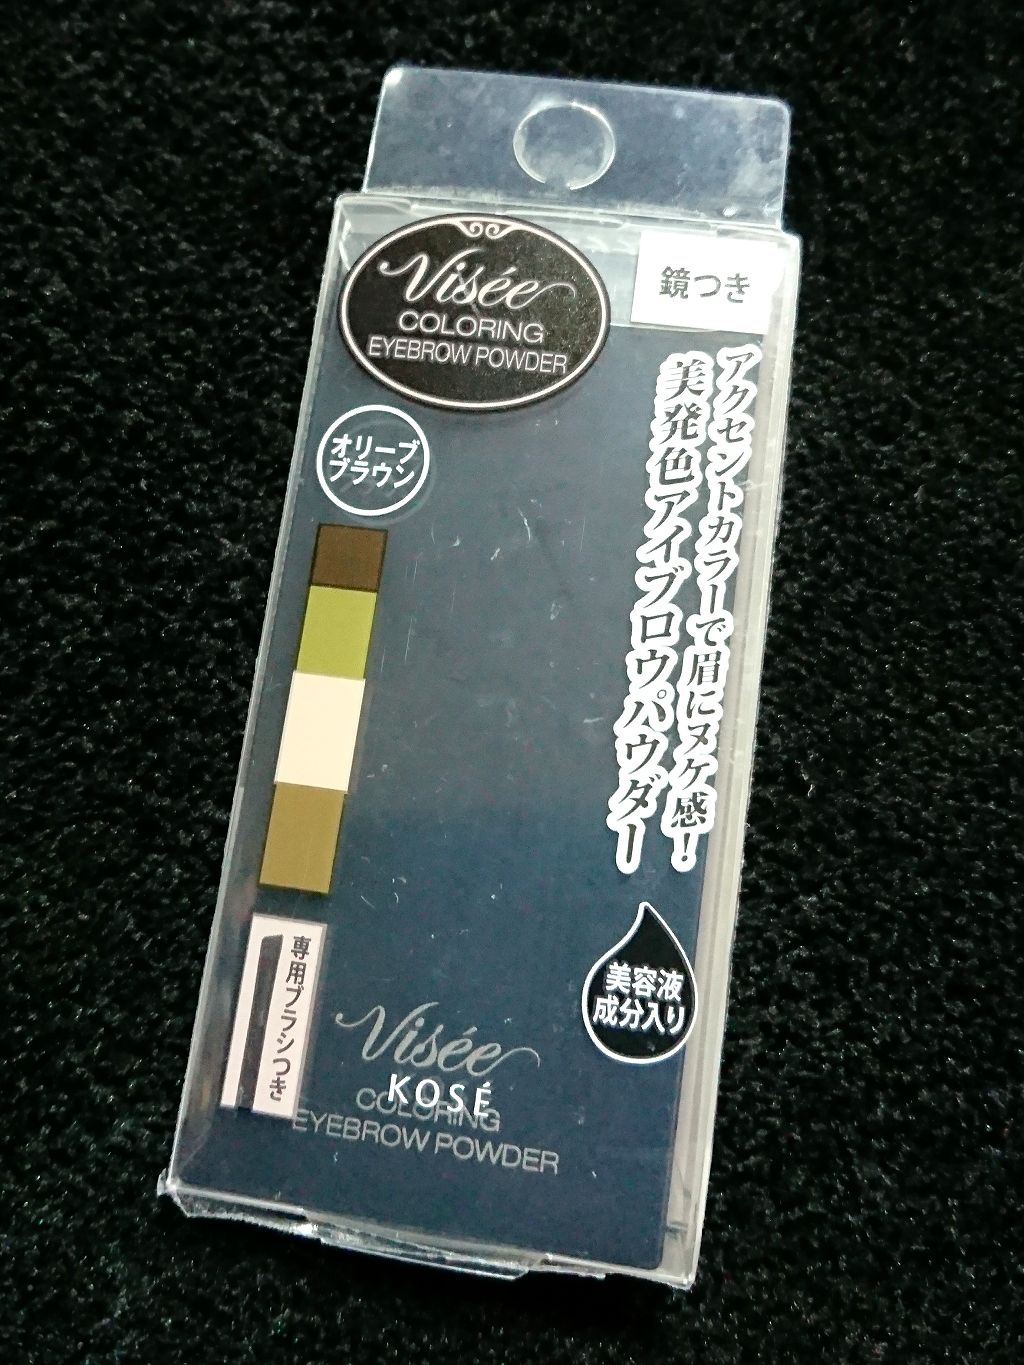 Visée
COLORING
EYEBROW POWDER
鏡つき
アクセントカラーで眉にヌケ感!
美発色アイブロウパウダー
オリーブ
ブラウン
専用ブラシつき
美容液
成分入り
Visée
KOSÉ
COLORING
EYEBROW POWDER